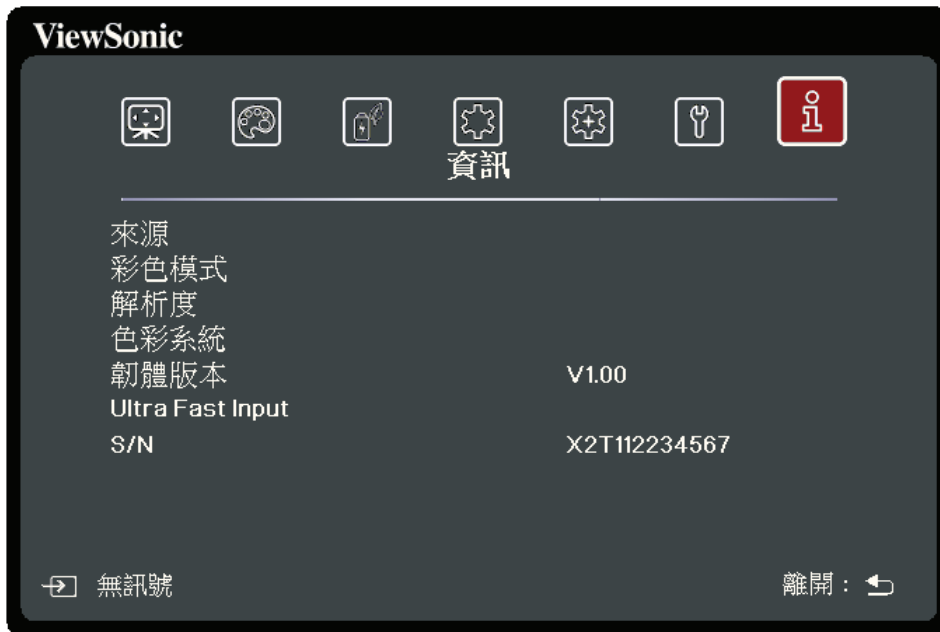 ViewSonic
資訊
來源
彩色模式
解析度
色彩系統
韌體版本 V1.00
Ultra Fast Input
S/N X2T112234567
無訊號 離開：